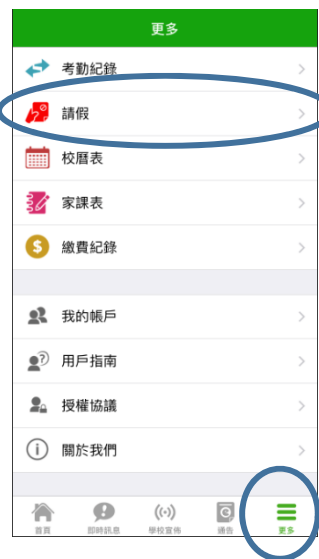 更多
考勤紀錄
請假
校曆表
家課表
繳費紀錄
我的帳戶
用戶指南
授權協議
關於我們
首頁 即時訊息 學校宣佈 通告 更多